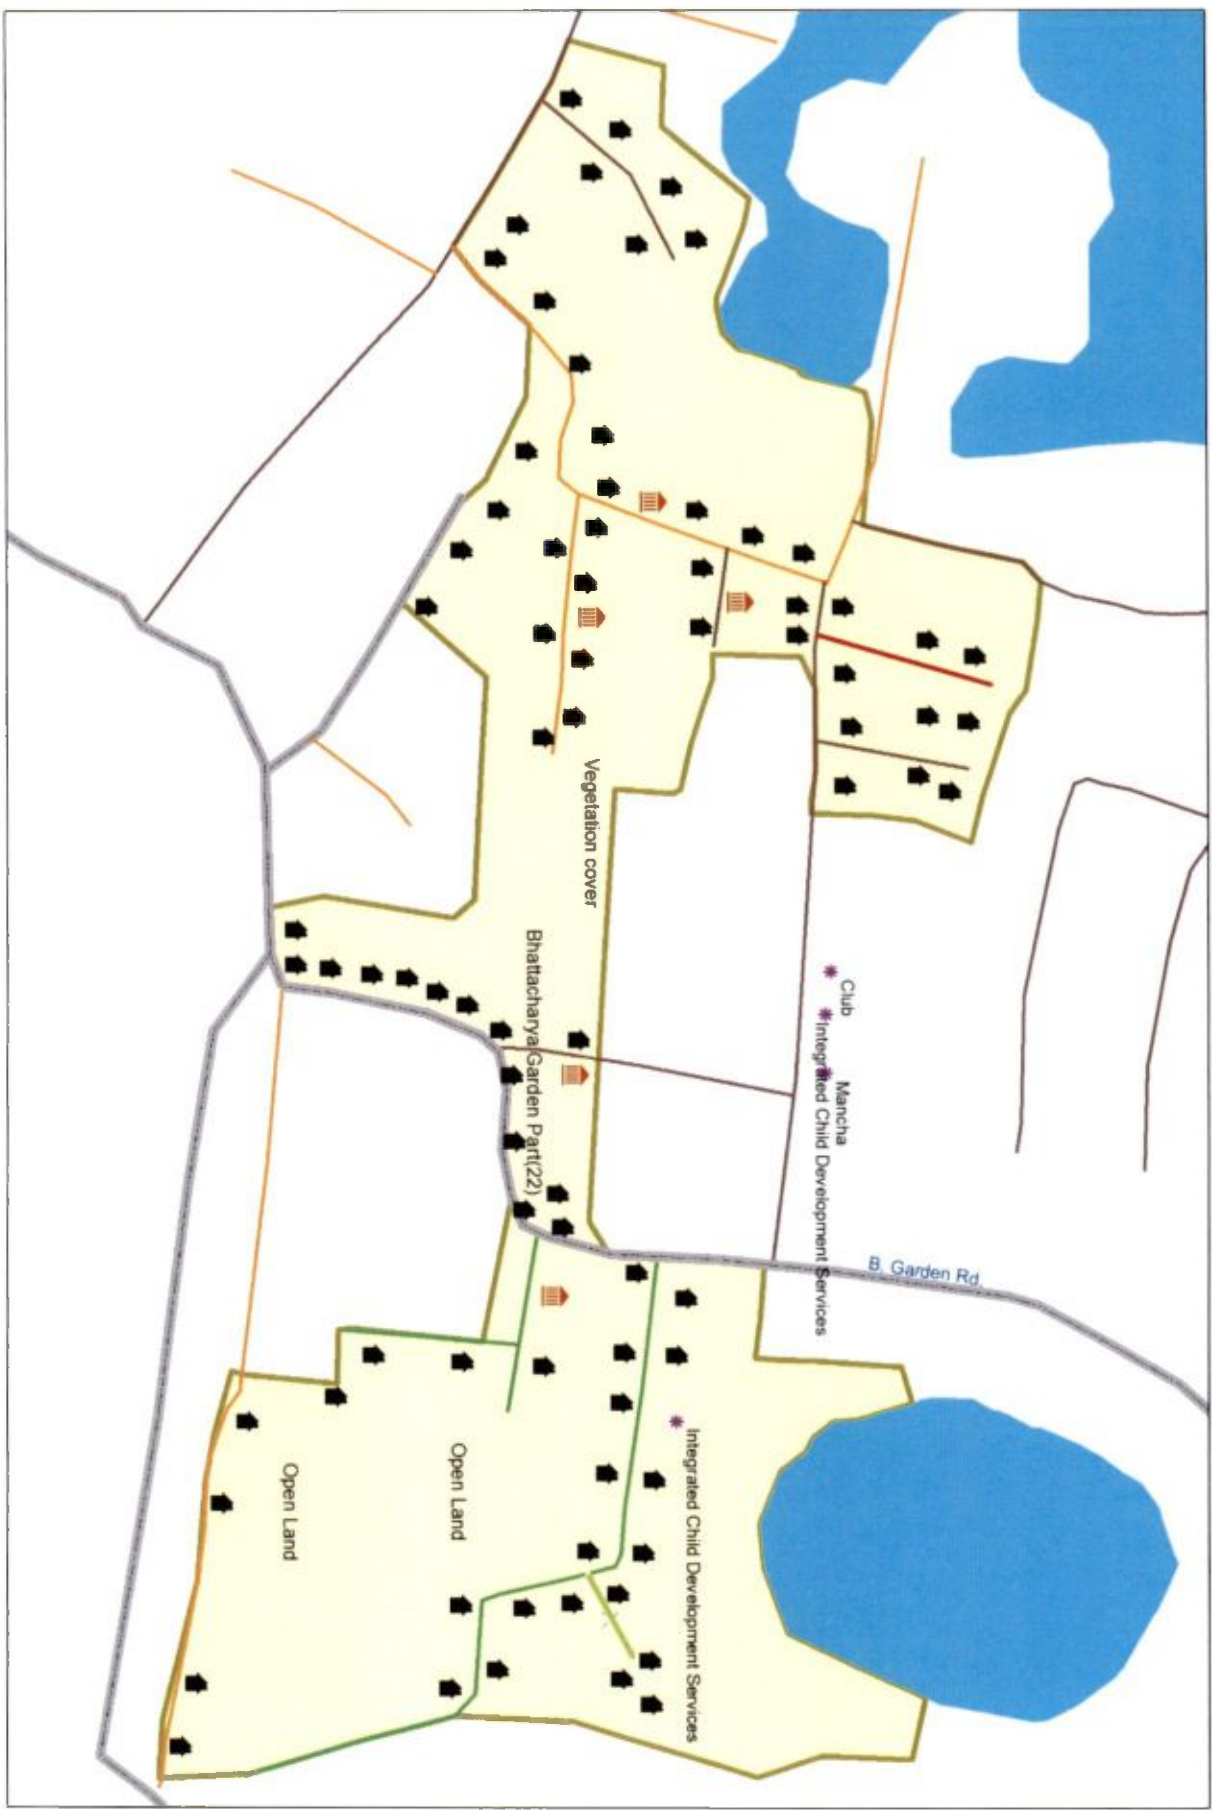 Vegetation cover
Bhattacharya Garden Part(22)
Club
Mancha
Integrated Child Development Services
B. Garden Rd.
Integrated Child Development Services
Open Land
Open Land